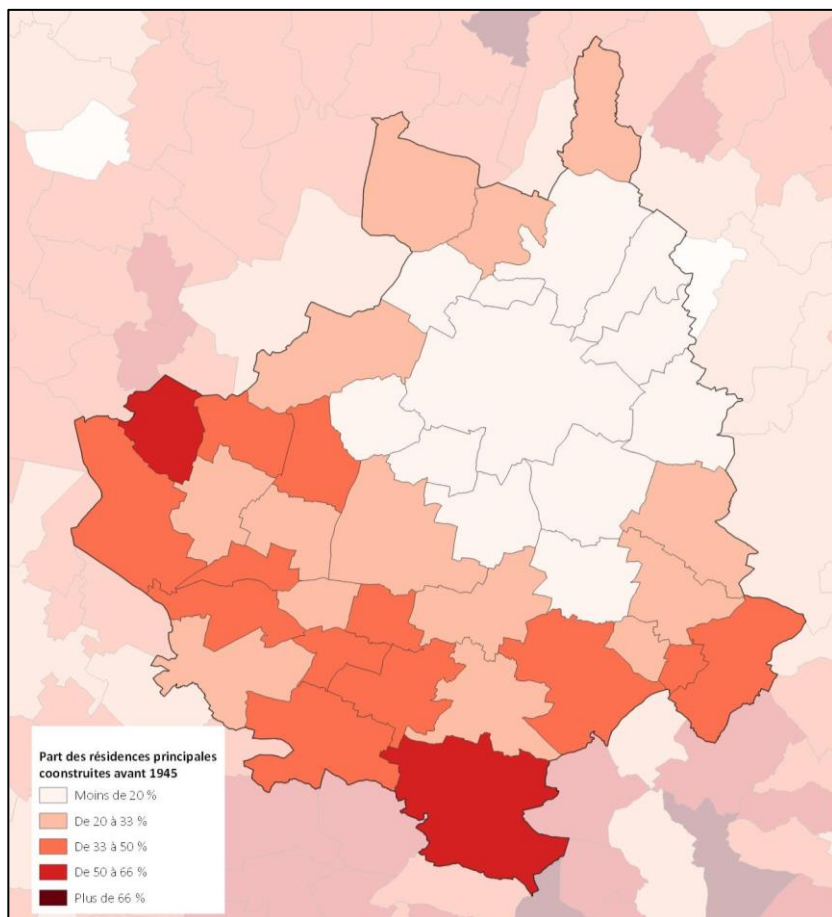 Part des résidences principales
coonstruites avant 1945
Moins de 20 %
De 20 à 33 %
De 33 à 50 %
De 50 à 66 %
Plus de 66 %